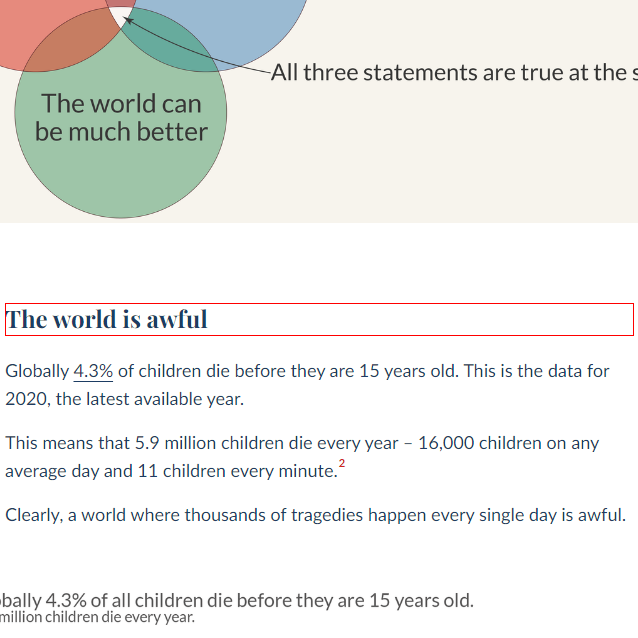 All three statements are true at the
The world can
be much better
The world is awful
Globally 4.3% of children die before they are 15 years old. This is the data for
2020, the latest available year.
This means that 5.9 million children die every year – 16,000 children on any
average day and 11 children every minute.2
Clearly, a world where thousands of tragedies happen every single day is awful.
bally 4.3% of all children die before they are 15 years old.
million children die every year.